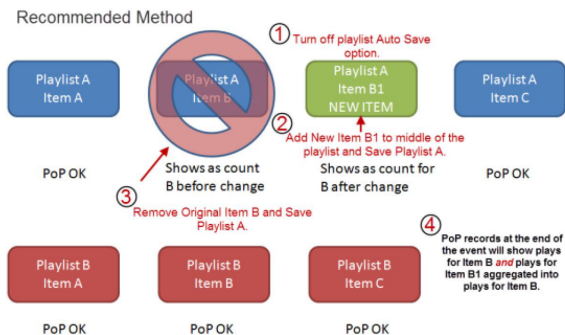 Recommended Method
1
Turn off playlist Auto Save
option.
Playlist A
Item A
Playlist A
Item B
Playlist A
Item B1
NEW ITEM
Playlist A
Item C
2
Add New Item B1 to middle of the
playlist and Save Playlist A.
PoP OK
Shows as count
B before change
Shows as count for
B after change
PoP OK
3
Remove Original Item B and Save
Playlist A.
4
PoP records at the end of
the event will show plays
for Item B and plays for
Item B1 aggregated into
plays for Item B.
Playlist B
Item A
Playlist B
Item B
Playlist B
Item C
PoP OK
PoP OK
PoP OK